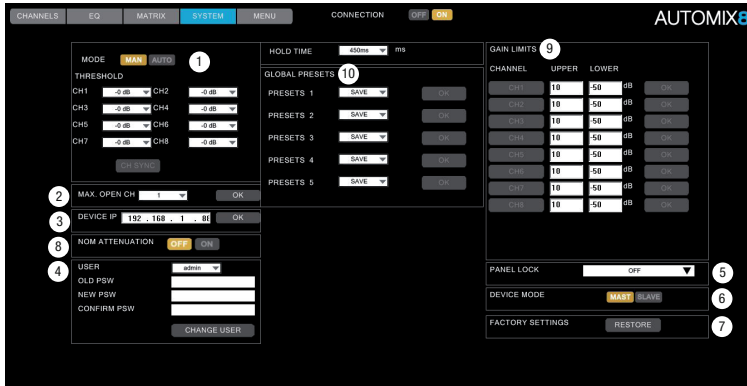 CHANNELS EQ MATRIX SYSTEM MENU CONNECTION OFF ON AUTOMIX8
MODE MAN AUTO 1
THRESHOLD
CH1 -0 dB CH2 -0 dB
CH3 -0 dB CH4 -0 dB
CH5 -0 dB CH6 -0 dB
CH7 -0 dB CH8 -0 dB
CH SYNC
2 MAX. OPEN CH 1 OK
3 DEVICE IP 192 . 168 . 1 . 8 OK
8 NOM ATTENUATION OFF ON
4 USER admin
OLD PSW
NEW PSW
CONFIRM PSW
CHANGE USER
HOLD TIME 450ms ms
GLOBAL PRESETS 10
PRESETS 1 SAVE OK
PRESETS 2 SAVE OK
PRESETS 3 SAVE OK
PRESETS 4 SAVE OK
PRESETS 5 SAVE OK
GAIN LIMITS 9
CHANNEL UPPER LOWER
CH1 10 -50 dB OK
CH2 10 -50 dB OK
CH3 10 -50 dB OK
CH4 10 -50 dB OK
CH5 10 -50 dB OK
CH6 10 -50 dB OK
CH7 10 -50 dB OK
CH8 10 -50 dB OK
PANEL LOCK OFF 5
DEVICE MODE MAST SLAVE 6
FACTORY SETTINGS RESTORE 7